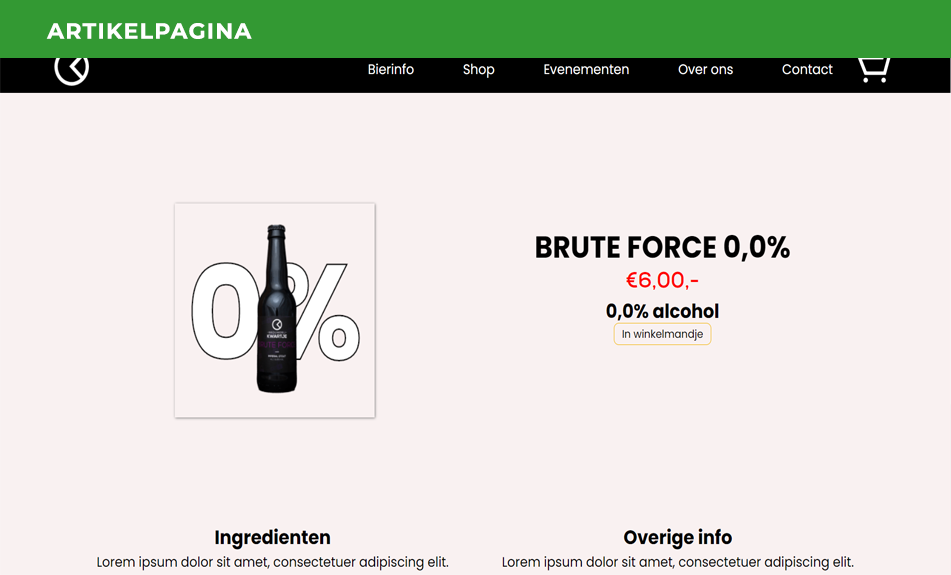 ARTIKELPAGINA
Bierinfo Shop Evenementen Over ons Contact
0%
KWARTJE
BRUTE FORCE
BRUTE FORCE 0,0%
€6,00,-
0,0% alcohol
In winkelmandje
Ingredienten
Lorem ipsum dolor sit amet, consectetuer adipiscing elit.
Overige info
Lorem ipsum dolor sit amet, consectetuer adipiscing elit.